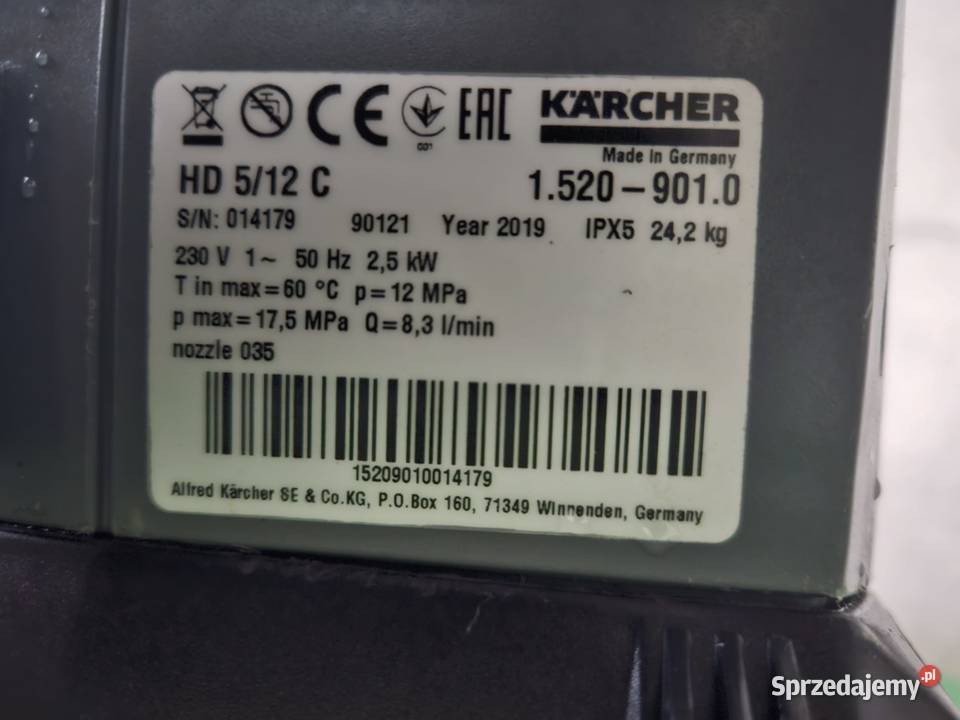 CE 001 EAC KÄRCHER
Made in Germany
HD 5/12 C 1.520-901.0
S/N: 014179 90121 Year 2019 IPX5 24,2 kg
230 V 1~ 50 Hz 2,5 kW
T in max=60 °C p=12 MPa
p max=17,5 MPa Q=8,3 l/min
nozzle 035
15209010014179
Alfred Kärcher SE & Co.KG, P.O.Box 160, 71349 Winnenden, Germany
Sprzedajemy.pl